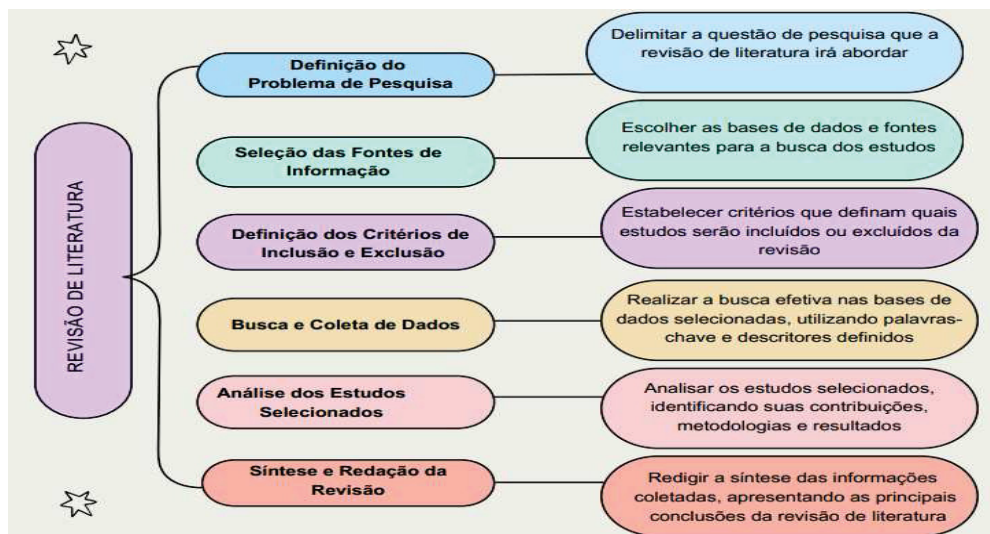 REVISÃO DE LITERATURA
Definição do
Problema de Pesquisa
Delimitar a questão de pesquisa que a
revisão de literatura irá abordar
Seleção das Fontes de
Informação
Escolher as bases de dados e fontes
relevantes para a busca dos estudos
Definição dos Critérios de
Inclusão e Exclusão
Estabelecer critérios que definam quais
estudos serão incluídos ou excluídos da
revisão
Busca e Coleta de Dados
Realizar a busca efetiva nas bases de
dados selecionadas, utilizando palavras-
chave e descritores definidos
Análise dos Estudos
Selecionados
Analisar os estudos selecionados,
identificando suas contribuições,
metodologias e resultados
Síntese e Redação da
Revisão
Redigir a síntese das informações
coletadas, apresentando as principais
conclusões da revisão de literatura